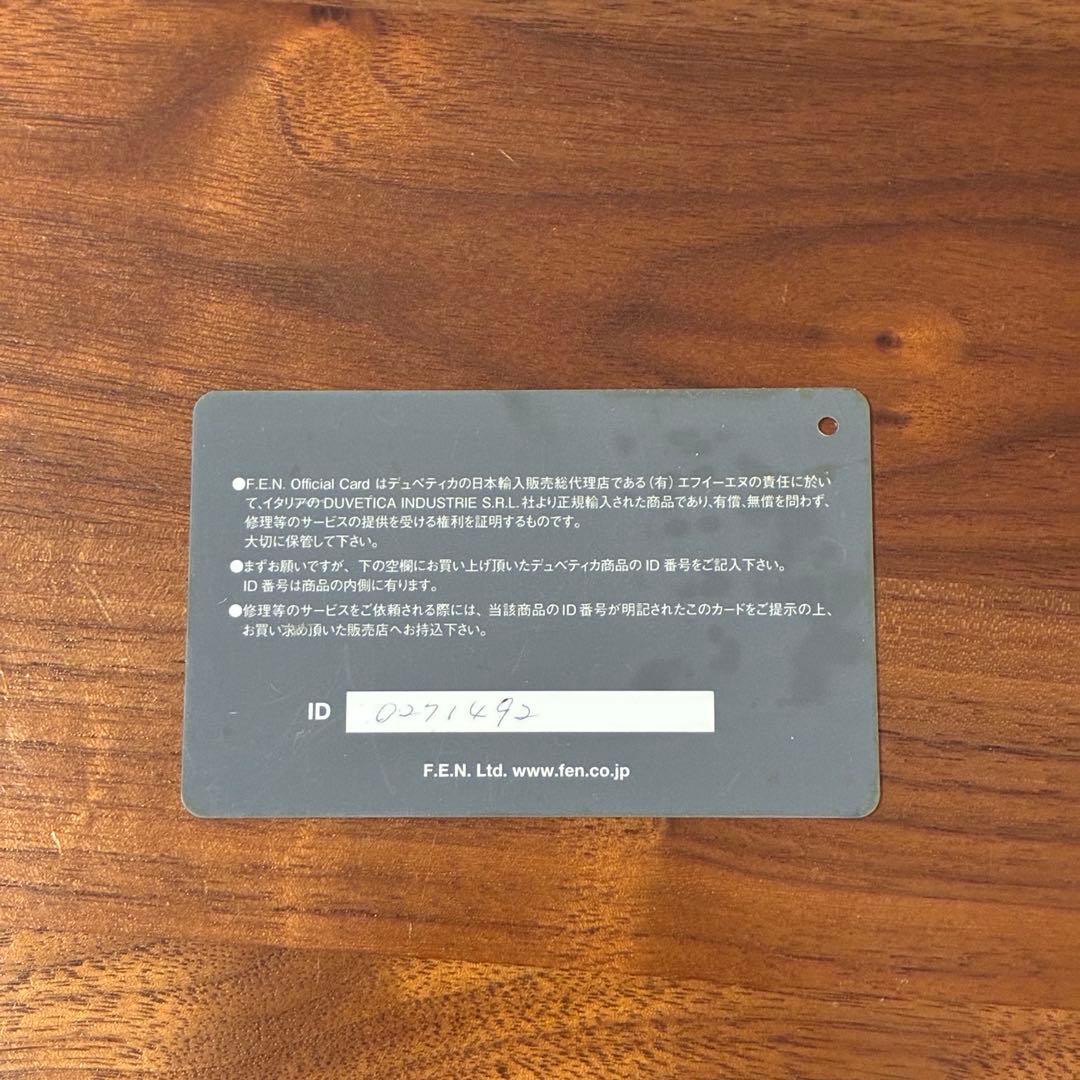 ●F.E.N. Official Card はデュベティカの日本輸入販売総代理店である（有）エフイーエヌの責任に於い
て、イタリアのDUVETICA INDUSTRIE S.R.L.社より正規輸入された商品であり、有償、無償を問わず、
修理等のサービスの提供を受ける権利を証明するものです。
大切に保管して下さい。
●まずお願いですが、下の空欄にお買い上げ頂いたデュベティカ商品の ID 番号をご記入下さい。
ID 番号は商品の内側に有ります。
●修理等のサービスをご依頼される際には、当該商品のID番号が明記されたこのカードをご提示の上、
お買い求め頂いた販売店へお持込下さい。
ID 0271492
F.E.N. Ltd. www.fen.co.jp